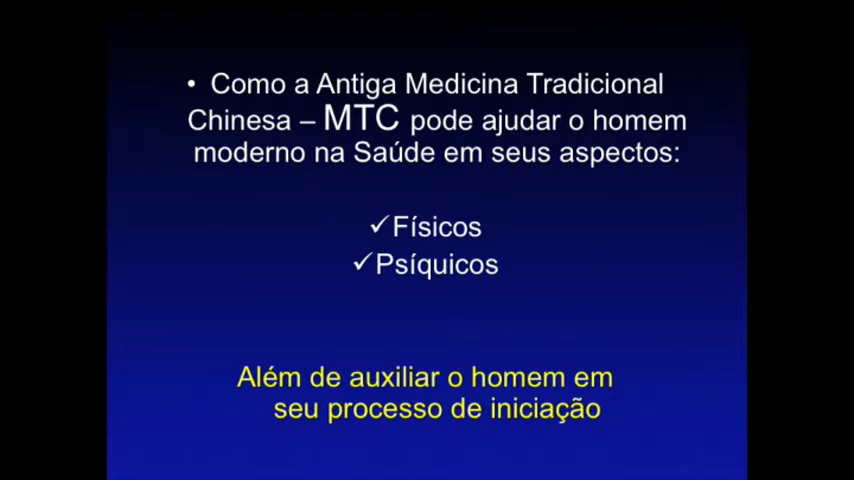 • Como a Antiga Medicina Tradicional
Chinesa – MTC pode ajudar o homem
moderno na Saúde em seus aspectos:
✓Físicos
✓Psíquicos
Além de auxiliar o homem em
seu processo de iniciação